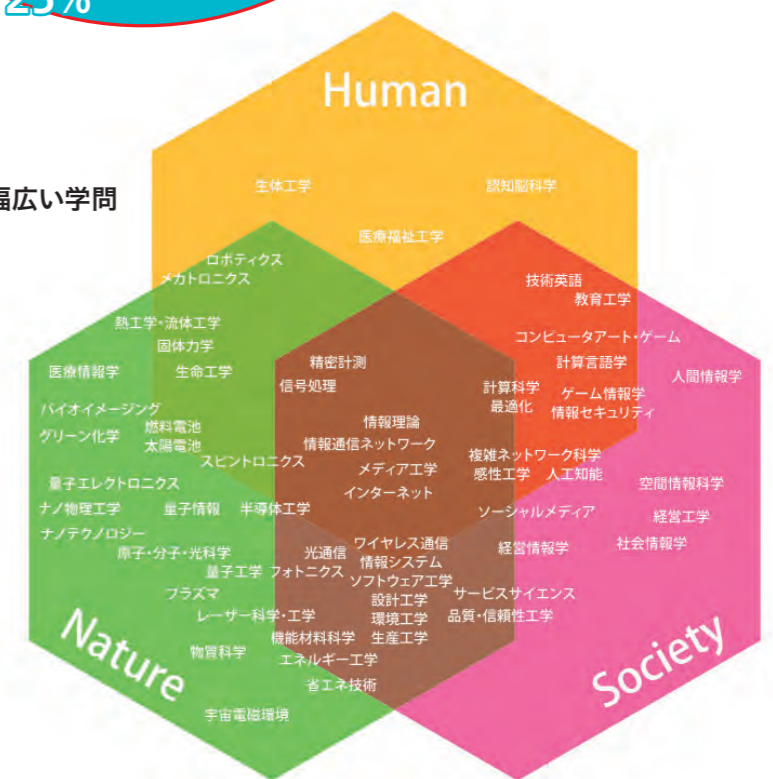 25%
Human
幅広い学問
生体工学
認知脳科学
医療福祉工学
ロボティクス
メカトロニクス
技術英語
教育工学
熱工学・流体工学
固体力学
コンピュータアート・ゲーム
医療情報学
生命工学
精密計測
信号処理
計算言語学
人間情報学
計算科学
最適化
ゲーム情報学
情報セキュリティ
バイオイメージング
グリーン化学
燃料電池
太陽電池
情報理論
情報通信ネットワーク
スピントロニクス
メディア工学
複雑ネットワーク科学
感性工学
人工知能
量子エレクトロニクス
インターネット
空間情報科学
ナノ物理工学
量子情報
半導体工学
ソーシャルメディア
経営工学
ナノテクノロジー
原子・分子・光科学
光通信
ワイヤレス通信
経営情報学
社会情報学
情報システム
量子工学
フォトニクス
ソフトウェア工学
プラズマ
設計工学
サービスサイエンス
レーザー科学・工学
環境工学
品質・信頼性工学
機能材料科学
生産工学
物質科学
エネルギー工学
省エネ技術
宇宙電磁環境
Nature
Society